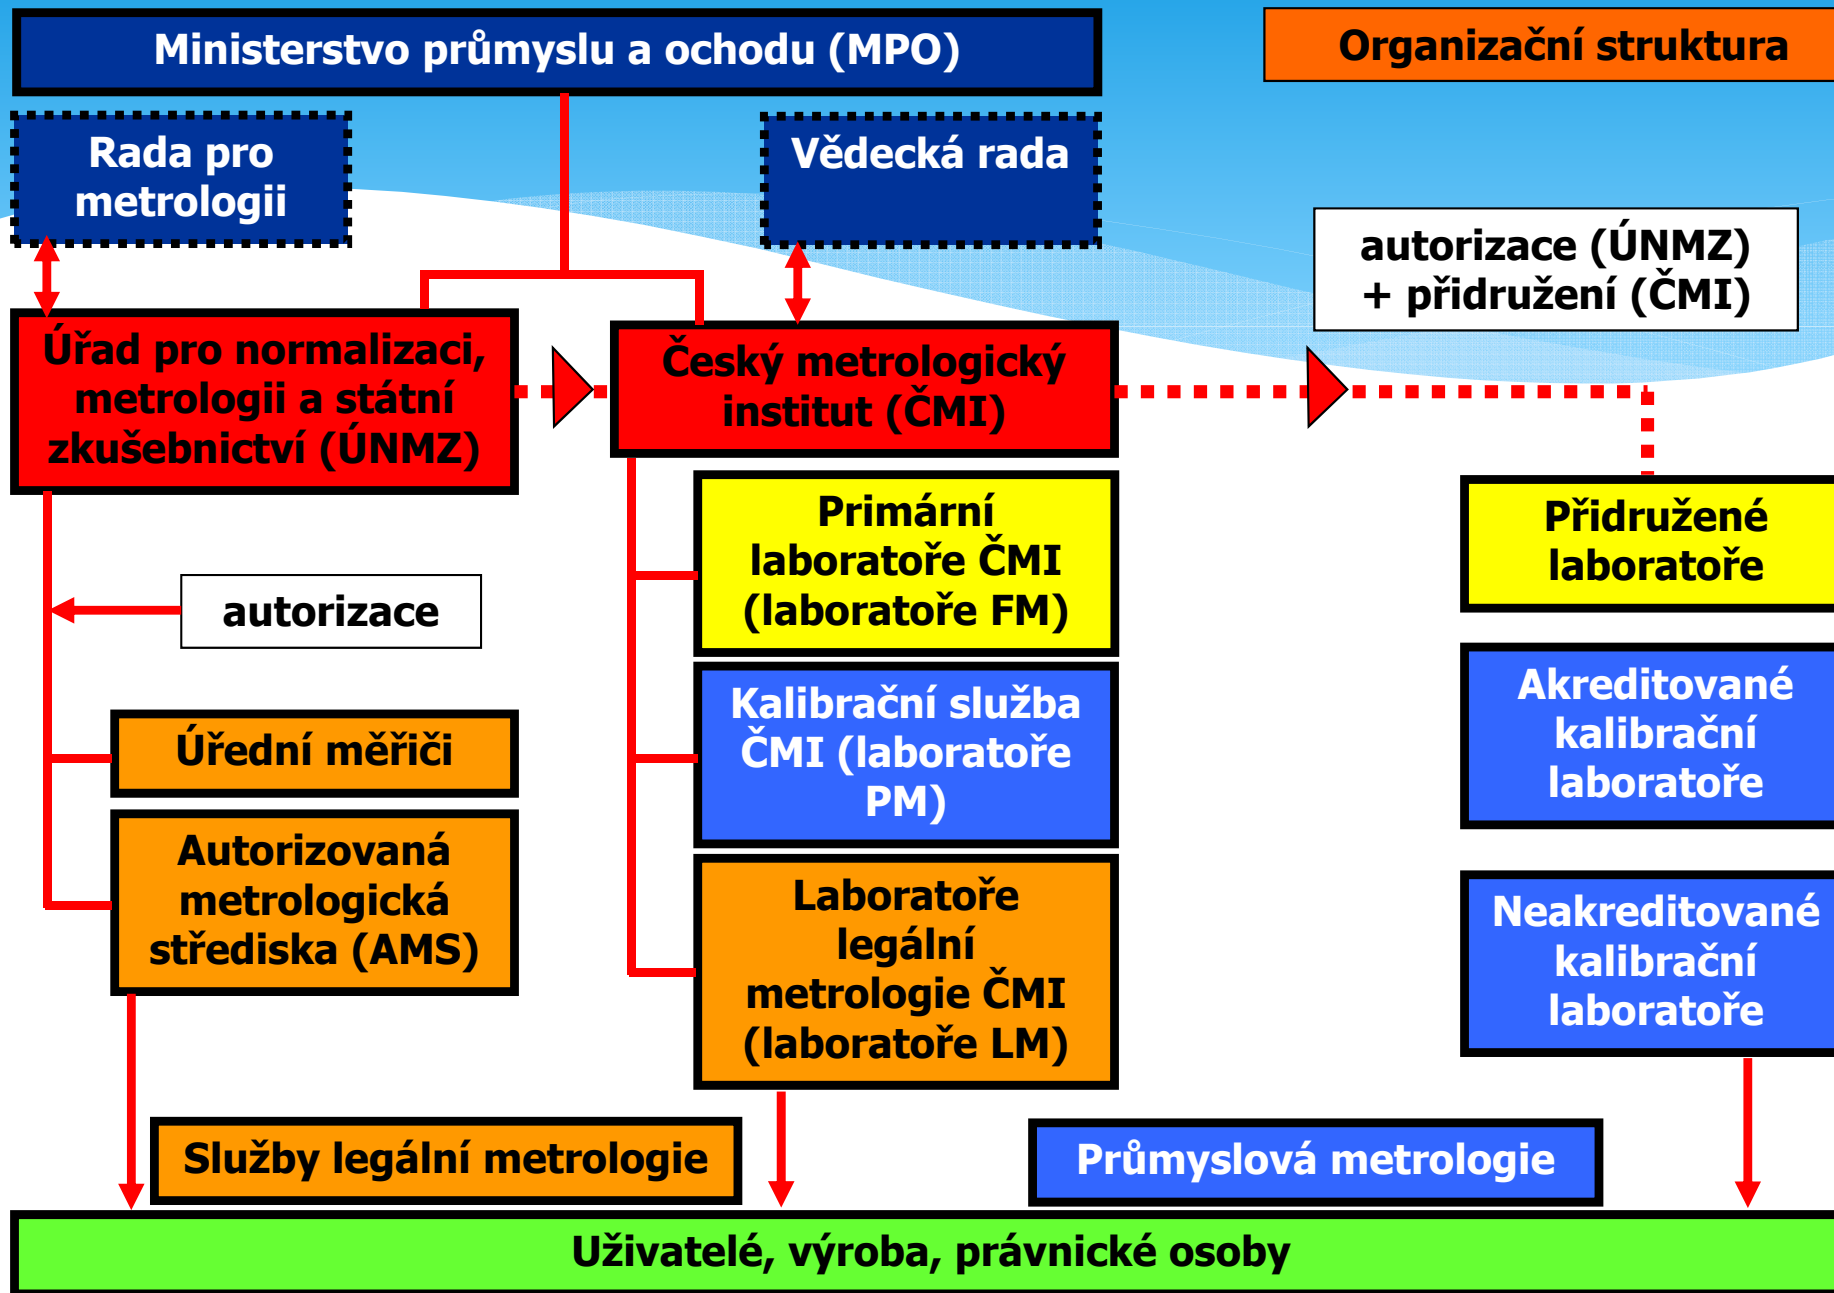 Ministerstvo průmyslu a ochodu (MPO)
Organizační struktura
Rada pro
metrologii
Vědecká rada
autorizace (ÚNMZ)
+ přidružení (ČMI)
Úřad pro normalizaci,
metrologii a státní
zkušebnictví (ÚNMZ)
Český metrologický
institut (ČMI)
Primární
laboratoře ČMI
(laboratoře FM)
Přidružené
laboratoře
autorizace
Kalibrační služba
ČMI (laboratoře
PM)
Akreditované
kalibrační
laboratoře
Úřední měřiči
Autorizovaná
metrologická
střediska (AMS)
Laboratoře
legální
metrologie ČMI
(laboratoře LM)
Neakreditované
kalibrační
laboratoře
Služby legální metrologie
Průmyslová metrologie
Uživatelé, výroba, právnické osoby